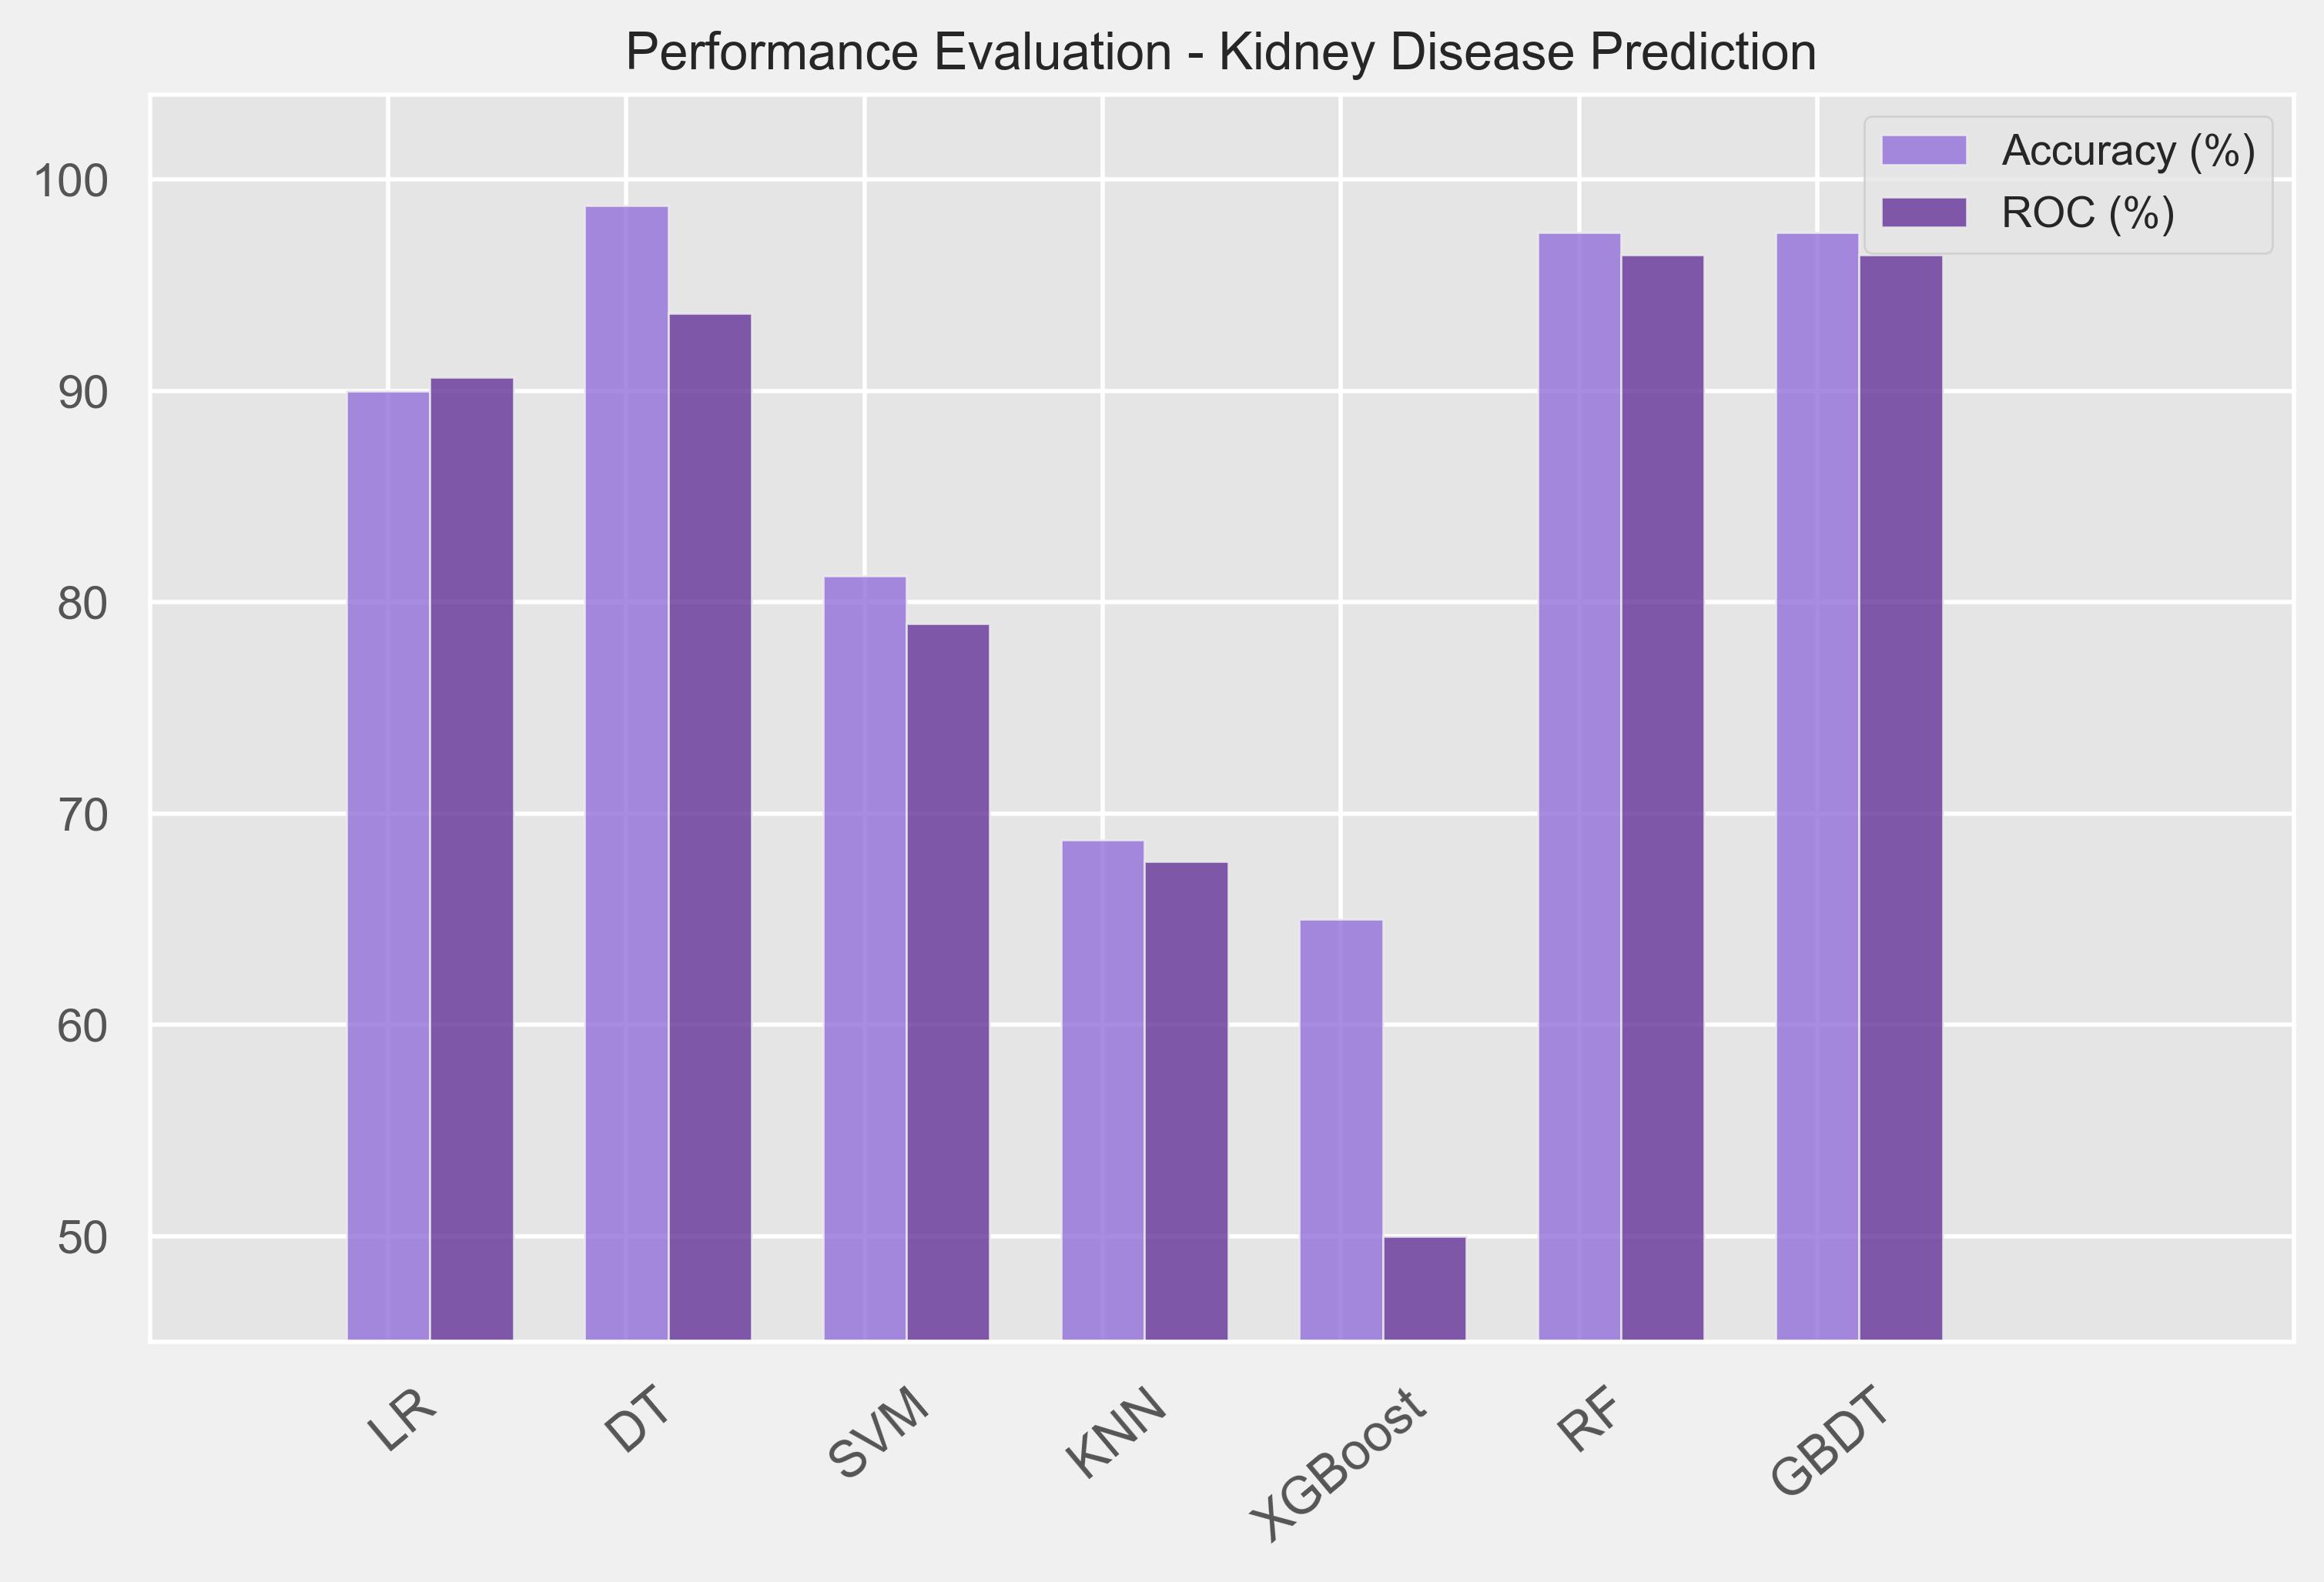 Performance Evaluation - Kidney Disease Prediction
Accuracy (%)
ROC (%)
100
90
80
70
60
50
LR
DT
SVM
KNN
XGBoost
RF
GBDT